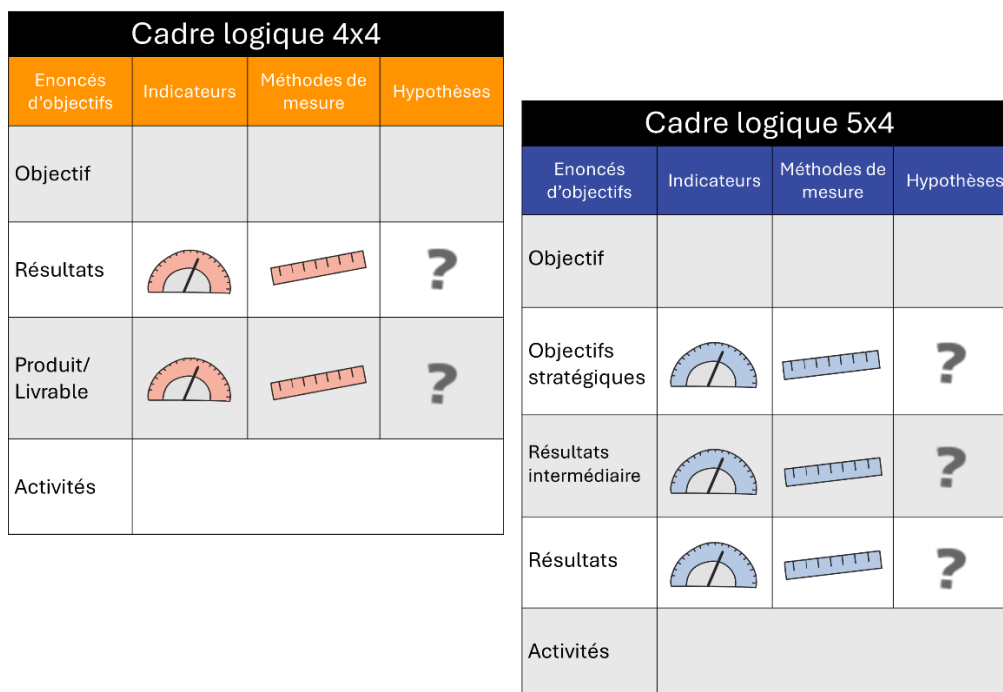 Cadre logique 4x4
Enoncés
d'objectifs
Indicateurs
Méthodes de
mesure
Hypothèses
Objectif
Résultats
?
Produit/
Livrable
?
Activités
Cadre logique 5x4
Enoncés
d'objectifs
Indicateurs
Méthodes de
mesure
Hypothèses
Objectif
Objectifs
stratégiques
?
Résultats
intermédiaire
?
Résultats
?
Activités